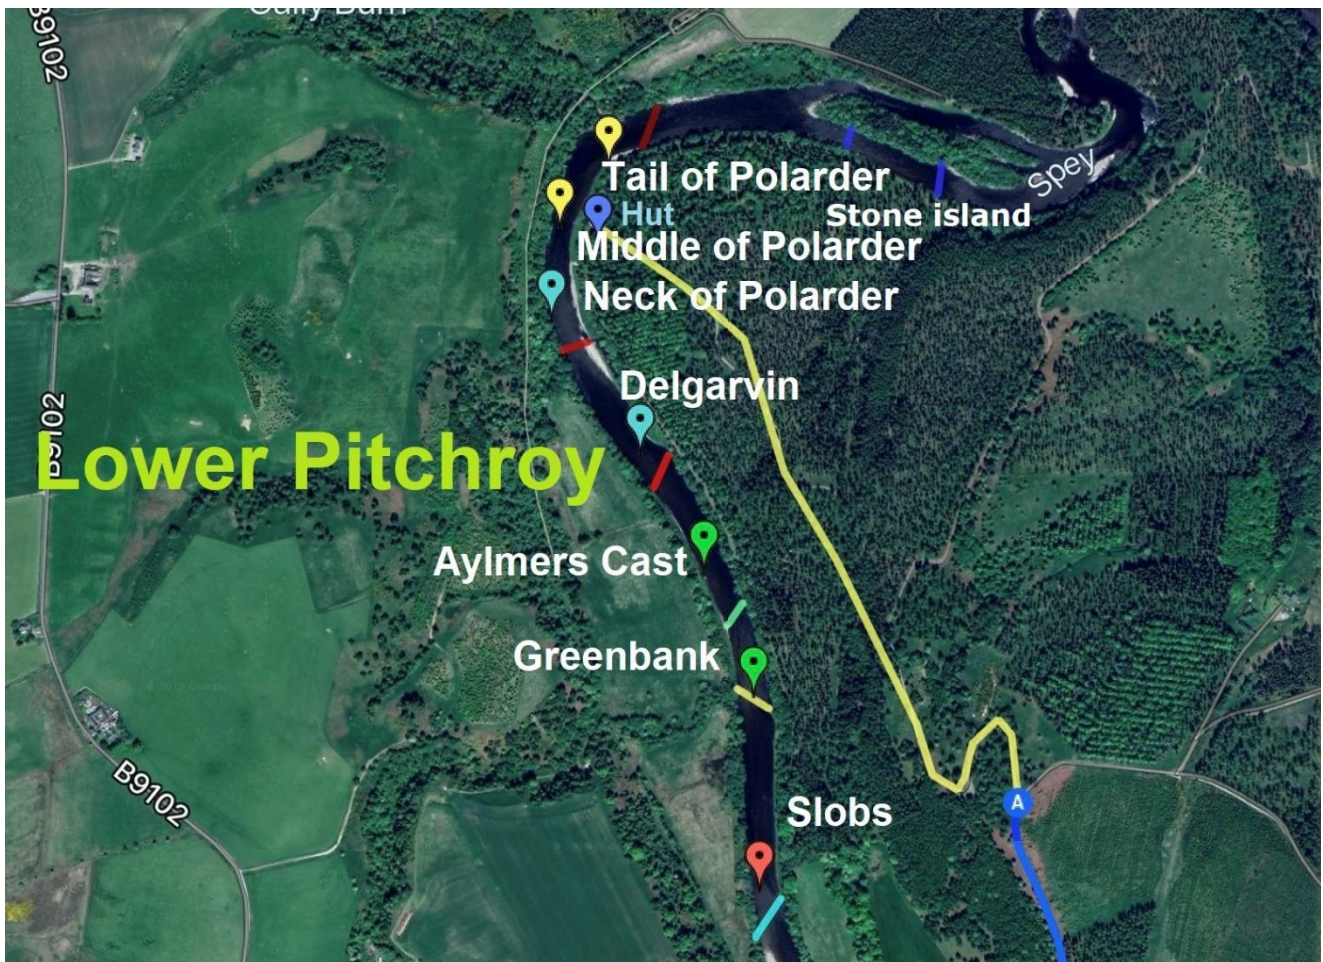 B9102
Tail of Polarder
Spey
Hut
Stone island
Middle of Polarder
Neck of Polarder
Delgarvin
B9102
Lower Pitchroy
Aylmers Cast
Greenbank
B9102
Slobs
A